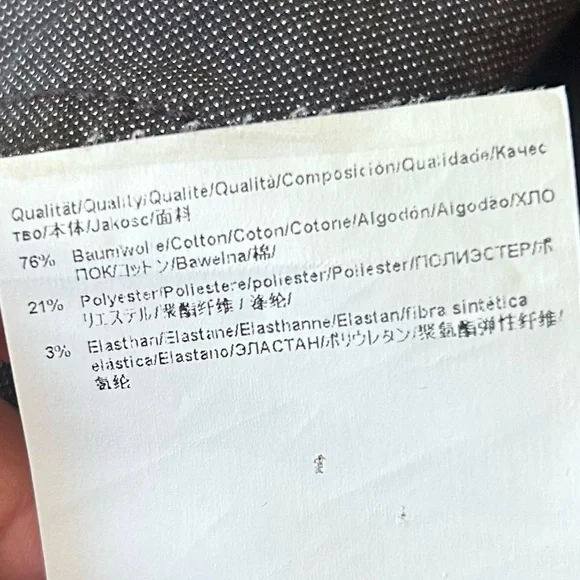 Qualität/Quality/Qualité/Qualità/Composición/Qualidade/Качес
тво/本体/Jakosc/面料
76% Baumwolle/Cotton/Coton/Cotone/Algodón/Algodão/ХЛО
ПОК/コットン/Bawelna/棉/
21% Polyester/Poliestere/poliester/Poliester/ПОЛИЭСТЕР/ポ
リエステル/聚酯纤维/涤纶/
3% Elasthan/Elastane/Elasthanne/Elastan/fibra sintética
elástica/Elastano/ЭЛАСТАН/ポリウレタン/聚氨酯弹性纤维/
氨纶